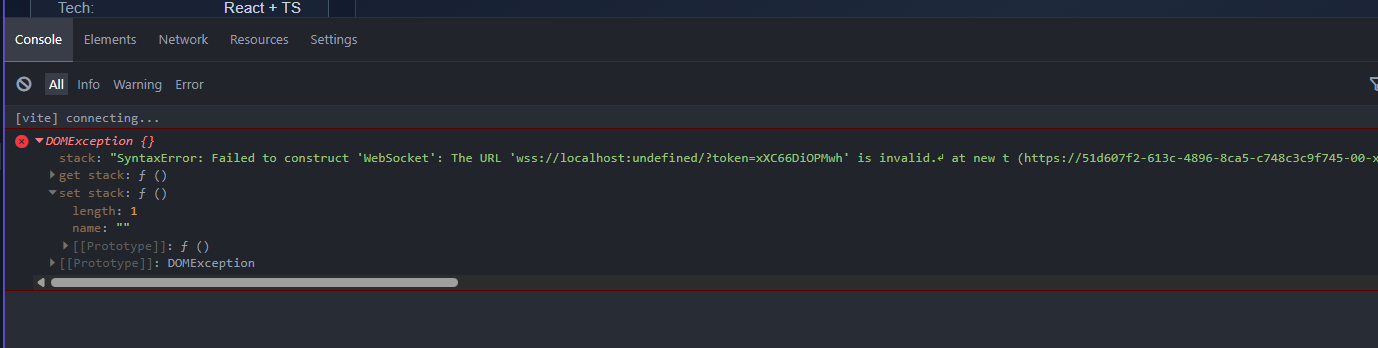 Tech: React + TS
Console Elements Network Resources Settings
All Info Warning Error
[vite] connecting...
DOMException {}
stack: "SyntaxError: Failed to construct 'WebSocket': The URL 'wss://localhost:undefined/?token=xXC66DiOPMwh' is invalid.↵ at new t (https://51d607f2-613c-4896-8ca5-c748c3c9f745-00-x
get stack: ƒ ()
set stack: ƒ ()
length: 1
name: ""
[[Prototype]]: ƒ ()
[[Prototype]]: DOMException